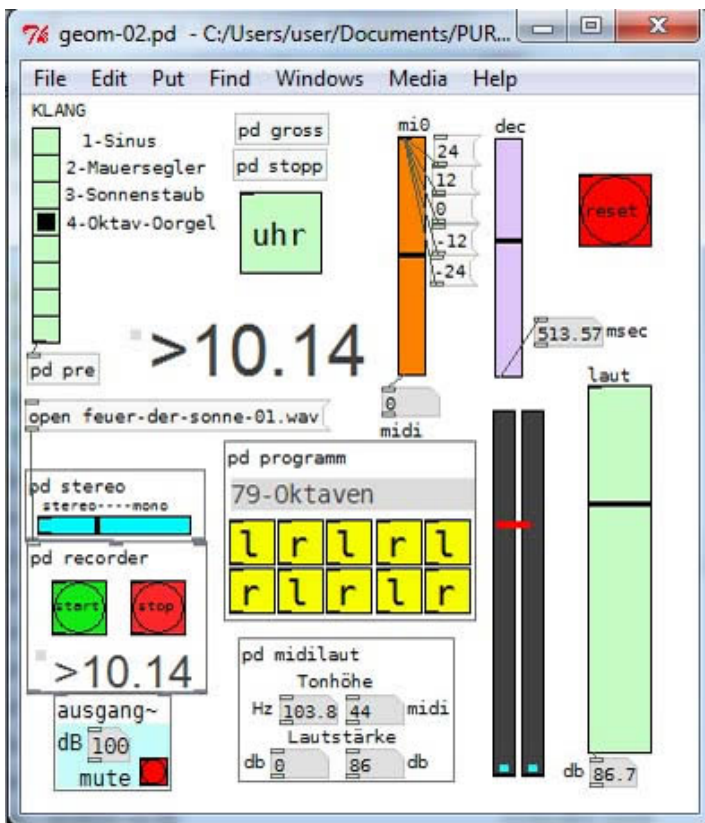 geom-02.pd - C:/Users/user/Documents/PUR...
File Edit Put Find Windows Media Help
KLANG
1-Sinus
2-Mauersegler
3-Sonnenstaub
4-Oktav-Oorgel
pd gross
pd stopp
uhr
mi0
24
12
0
-12
-24
dec
reset
513.57 msec
>10.14
pd pre
0
midi
laut
open feuer-der-sonne-01.wav
pd stereo
stereo----mono
pd programm
79-Oktaven
l r l r l
r l r l r
pd recorder
start stop
>10.14
pd midilaut
Tonhöhe
Hz 103.8 44 midi
Lautstärke
db 0 86 db
ausgang~
dB 100
mute
db 86.7